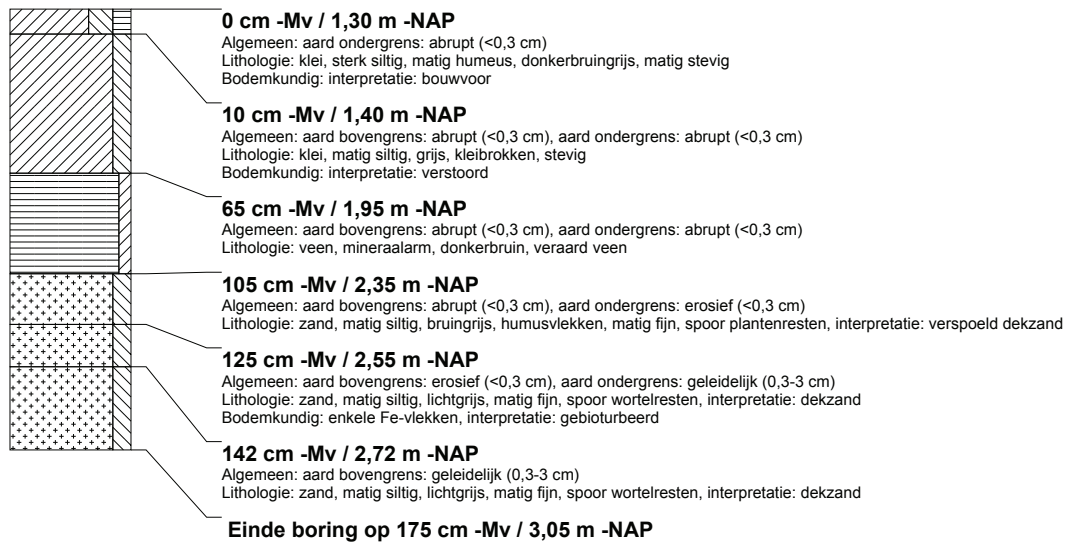 0 cm -Mv / 1,30 m -NAP
Algemeen: aard ondergrens: abrupt (<0,3 cm)
Lithologie: klei, sterk siltig, matig humeus, donkerbruingrijs, matig stevig
Bodemkundig: interpretatie: bouwvoor
10 cm -Mv / 1,40 m -NAP
Algemeen: aard bovengrens: abrupt (<0,3 cm), aard ondergrens: abrupt (<0,3 cm)
Lithologie: klei, matig siltig, grijs, kleibrokken, stevig
Bodemkundig: interpretatie: verstoord
65 cm -Mv / 1,95 m -NAP
Algemeen: aard bovengrens: abrupt (<0,3 cm), aard ondergrens: abrupt (<0,3 cm)
Lithologie: veen, mineraalarm, donkerbruin, veraard veen
105 cm -Mv / 2,35 m -NAP
Algemeen: aard bovengrens: abrupt (<0,3 cm), aard ondergrens: erosief (<0,3 cm)
Lithologie: zand, matig siltig, bruingrijs, humusvlekken, matig fijn, spoor plantenresten, interpretatie: verspoeld dekzand
125 cm -Mv / 2,55 m -NAP
Algemeen: aard bovengrens: erosief (<0,3 cm), aard ondergrens: geleidelijk (0,3-3 cm)
Lithologie: zand, matig siltig, lichtgrijs, matig fijn, spoor wortelresten, interpretatie: dekzand
Bodemkundig: enkele Fe-vlekken, interpretatie: gebioturbeerd
142 cm -Mv / 2,72 m -NAP
Algemeen: aard bovengrens: geleidelijk (0,3-3 cm)
Lithologie: zand, matig siltig, lichtgrijs, matig fijn, spoor wortelresten, interpretatie: dekzand
Einde boring op 175 cm -Mv / 3,05 m -NAP